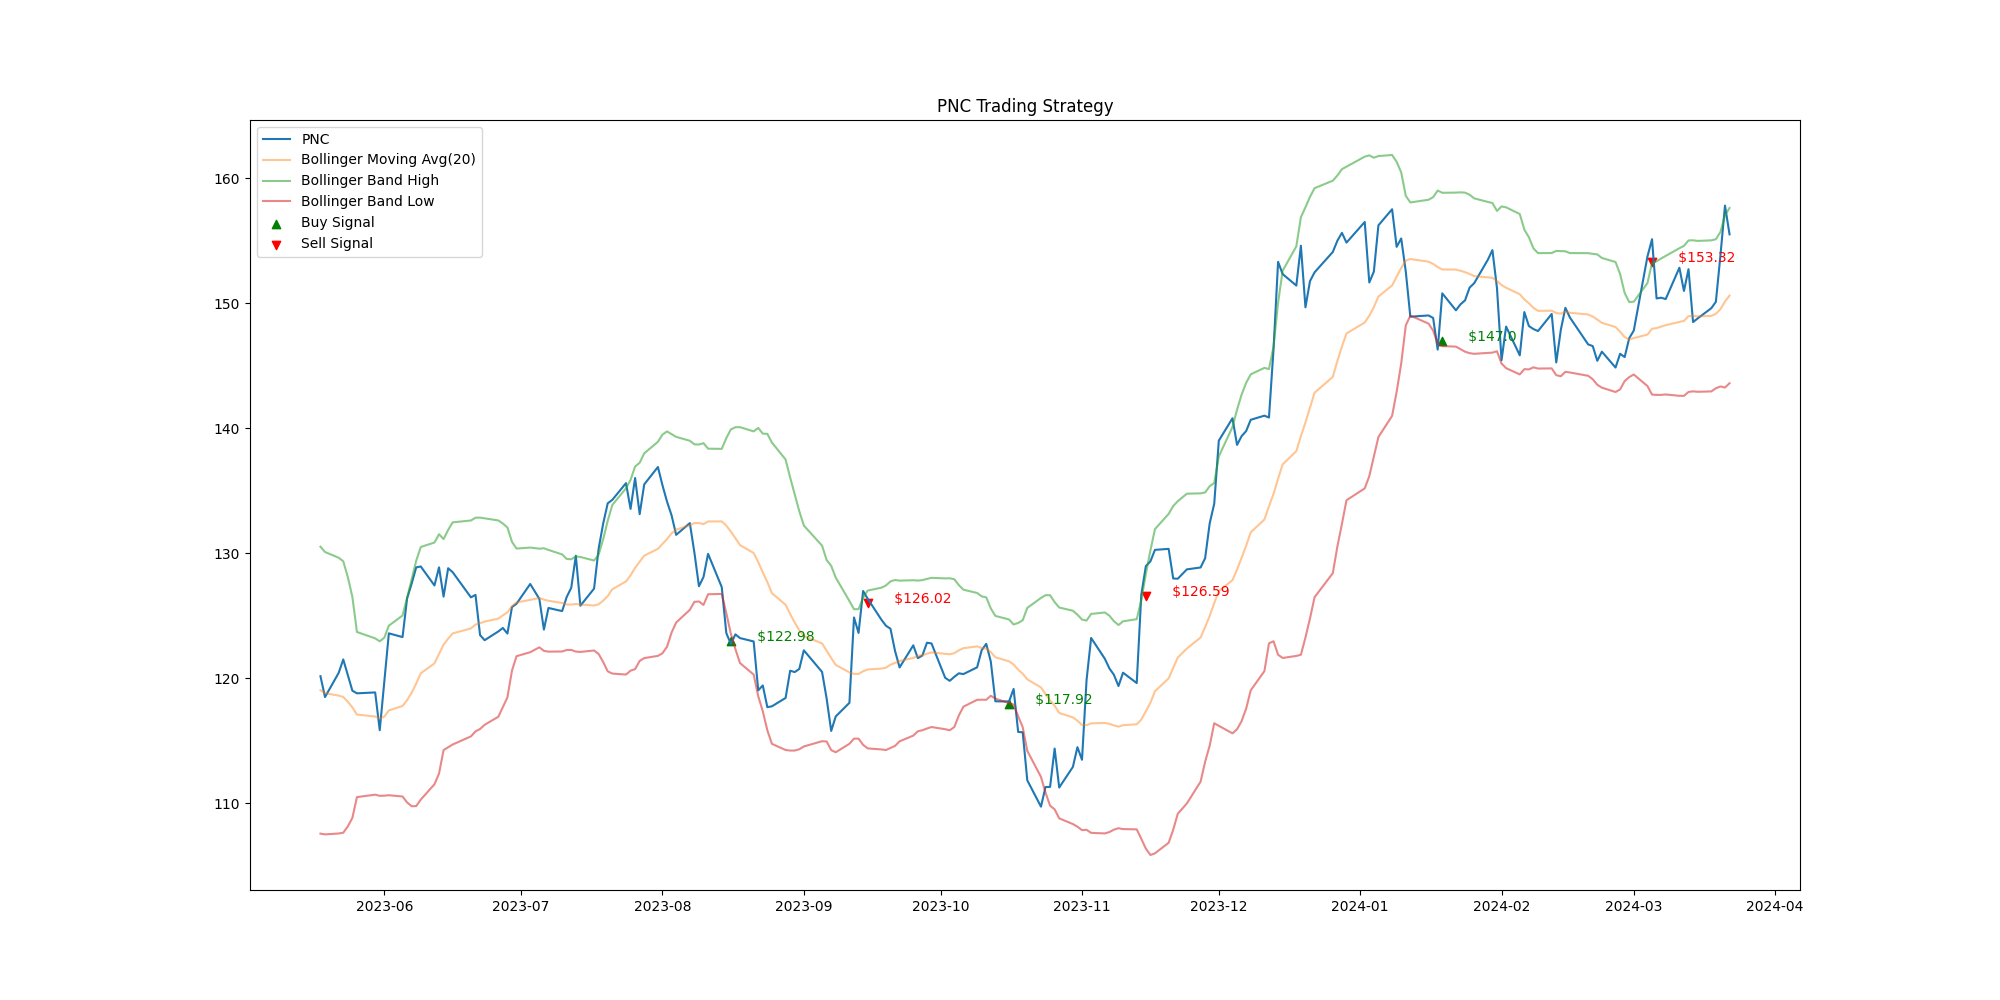 PNC Trading Strategy
PNC
Bollinger Moving Avg(20)
Bollinger Band High
Bollinger Band Low
Buy Signal
Sell Signal
160
150
140
130
120
110
$122.98
$126.02
$117.92
$126.59
$147.0
$153.32
2023-06 2023-07 2023-08 2023-09 2023-10 2023-11 2023-12 2024-01 2024-02 2024-03 2024-04